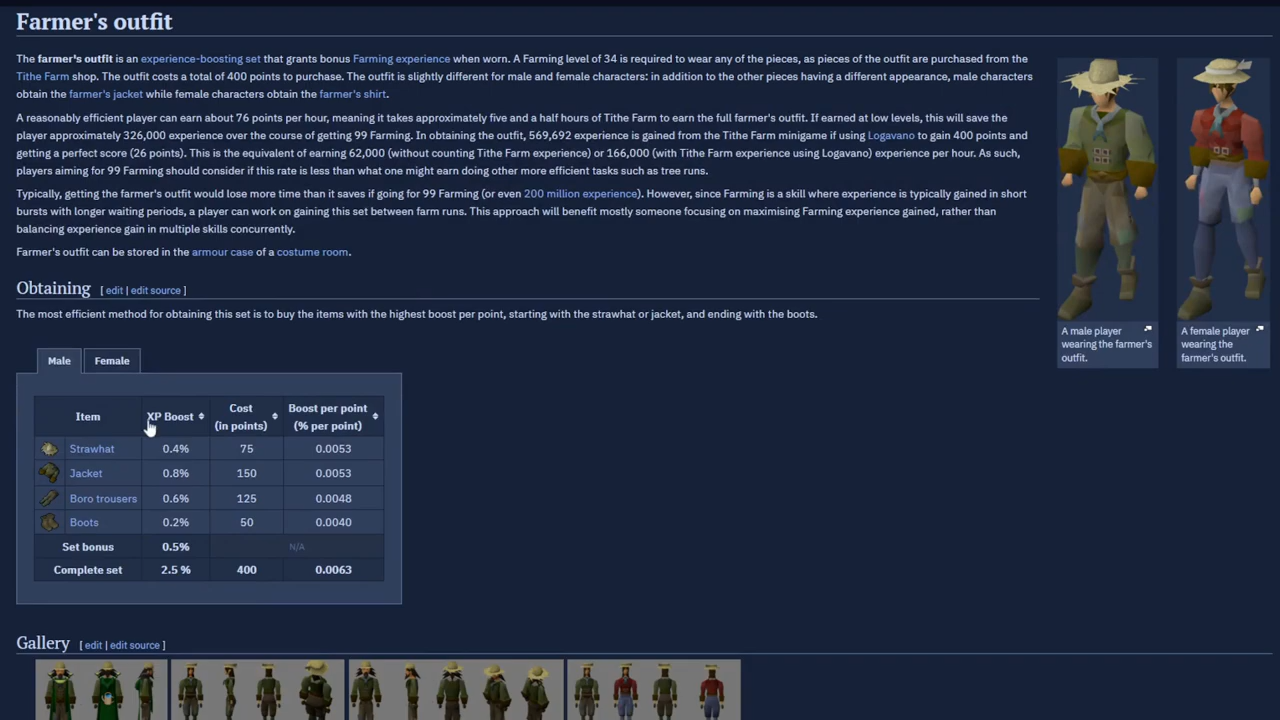 Farmer's outfit
The farmer's outfit is an experience-boosting set that grants bonus Farming experience when worn. A Farming level of 34 is required to wear any of the pieces, as pieces of the outfit are purchased from the
Tithe Farm shop. The outfit costs a total of 400 points to purchase. The outfit is slightly different for male and female characters: in addition to the other pieces having a different appearance, male characters
obtain the farmer's jacket while female characters obtain the farmer's shirt.
A reasonably efficient player can earn about 76 points per hour, meaning it takes approximately five and a half hours of Tithe Farm to earn the full farmer's outfit. If earned at low levels, this will save the
player approximately 326,000 experience over the course of getting 99 Farming. In obtaining the outfit, 569,692 experience is gained from the Tithe Farm minigame if using Logavano to gain 400 points and
getting a perfect score (26 points). This is the equivalent of earning 62,000 (without counting Tithe Farm experience) or 166,000 (with Tithe Farm experience using Logavano) experience per hour. As such,
players aiming for 99 Farming should consider if this rate is less than what one might earn doing other more efficient tasks such as tree runs.
Typically, getting the farmer's outfit would lose more time than it saves if going for 99 Farming (or even 200 million experience). However, since Farming is a skill where experience is typically gained in short
bursts with longer waiting periods, a player can work on gaining this set between farm runs. This approach will benefit mostly someone focusing on maximising Farming experience gained, rather than
balancing experience gain in multiple skills concurrently.
Farmer's outfit can be stored in the armour case of a costume room.
Obtaining [ edit | edit source ]
The most efficient method for obtaining this set is to buy the items with the highest boost per point, starting with the strawhat or jacket, and ending with the boots.
A male player
wearing the farmer's
outfit.
A female player
wearing the
farmer's outfit.
Male Female
Item XP Boost Cost (in points) Boost per point (% per point)
Strawhat 0.4% 75 0.0053
Jacket 0.8% 150 0.0053
Boro trousers 0.6% 125 0.0048
Boots 0.2% 50 0.0040
Set bonus 0.5% N/A
Complete set 2.5 % 400 0.0063
Gallery [ edit | edit source ]